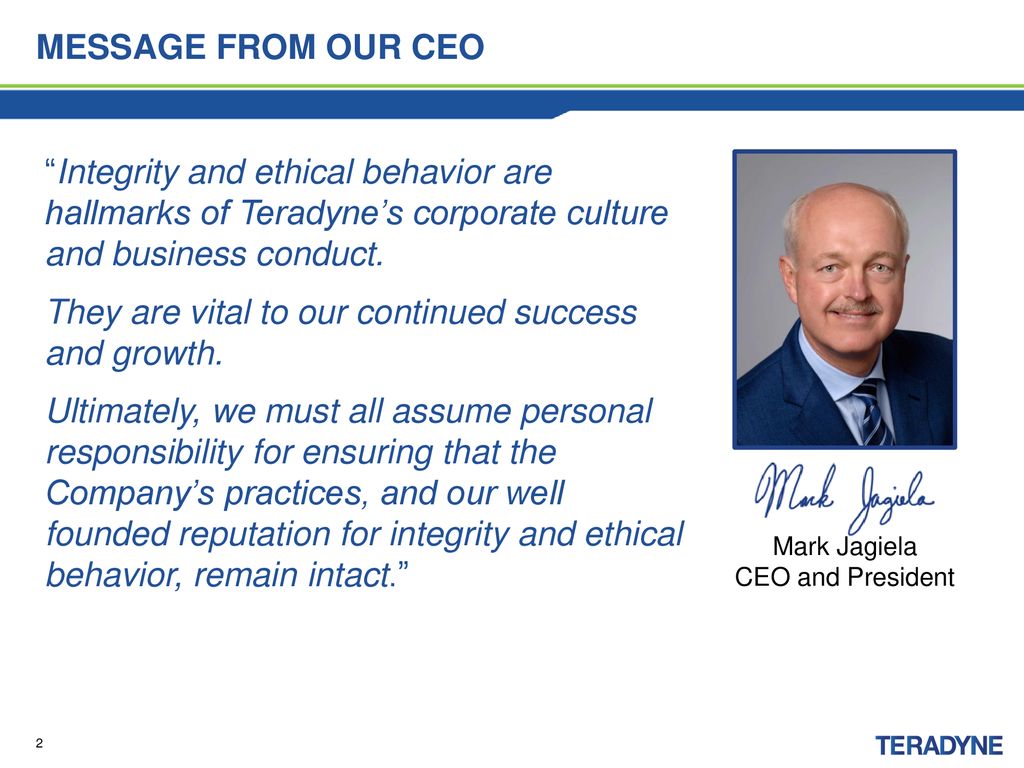 MESSAGE FROM OUR CEO
“Integrity and ethical behavior are
hallmarks of Teradyne’s corporate culture
and business conduct.
They are vital to our continued success
and growth.
Ultimately, we must all assume personal
responsibility for ensuring that the
Company’s practices, and our well
founded reputation for integrity and ethical
behavior, remain intact.”
Mark Jagiela
Mark Jagiela
CEO and President
2
TERADYNE